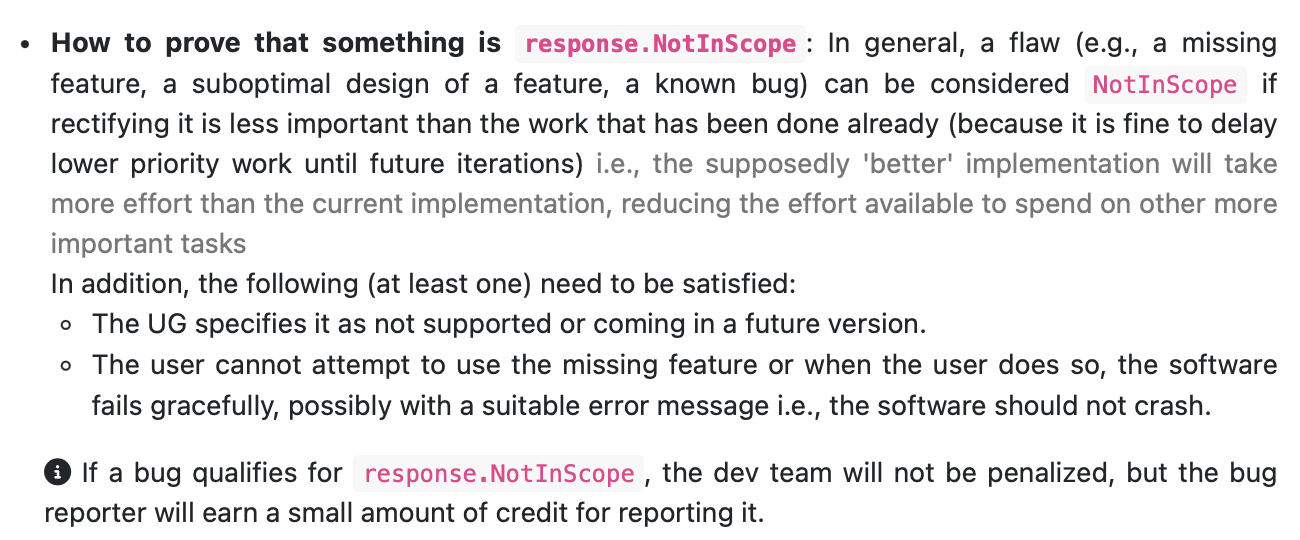 • How to prove that something is response.NotInScope: In general, a flaw (e.g., a missing
feature, a suboptimal design of a feature, a known bug) can be considered NotInScope if
rectifying it is less important than the work that has been done already (because it is fine to delay
lower priority work until future iterations) i.e., the supposedly 'better' implementation will take
more effort than the current implementation, reducing the effort available to spend on other more
important tasks
In addition, the following (at least one) need to be satisfied:
◦ The UG specifies it as not supported or coming in a future version.
◦ The user cannot attempt to use the missing feature or when the user does so, the software
fails gracefully, possibly with a suitable error message i.e., the software should not crash.
If a bug qualifies for response.NotInScope, the dev team will not be penalized, but the bug
reporter will earn a small amount of credit for reporting it.